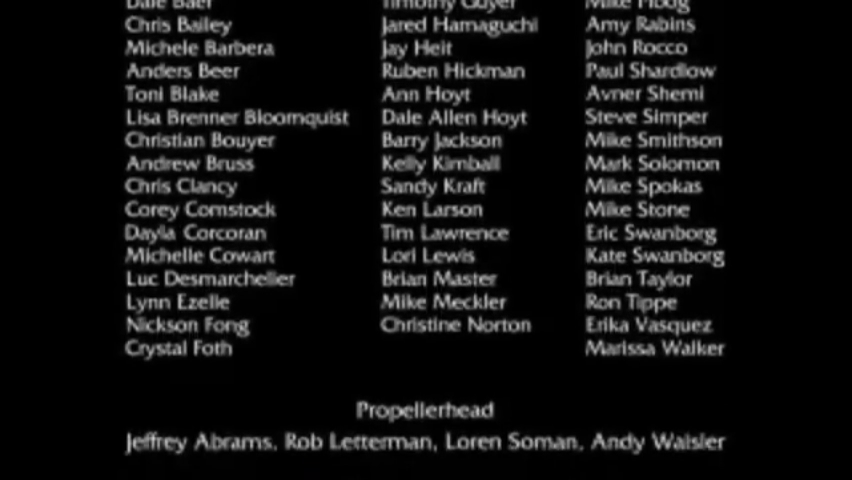 Dale Baer Timothy Guyer Mike Ploog
Chris Bailey Jared Hamaguchi Amy Rabins
Michele Barbera Jay Heit John Rocco
Anders Beer Ruben Hickman Paul Shardlow
Toni Blake Ann Hoyt Avner Shemi
Lisa Brenner Bloomquist Dale Allen Hoyt Steve Simper
Christian Bouyer Barry Jackson Mike Smithson
Andrew Bruss Kelly Kimball Mark Solomon
Chris Clancy Sandy Kraft Mike Spokas
Corey Comstock Ken Larson Mike Stone
Dayla Corcoran Tim Lawrence Eric Swanborg
Michelle Cowart Lori Lewis Kate Swanborg
Luc Desmarchelier Brian Master Brian Taylor
Lynn Ezelle Mike Meckler Ron Tippe
Nickson Fong Christine Norton Erika Vasquez
Crystal Foth Marissa Walker
Propellerhead
Jeffrey Abrams, Rob Letterman, Loren Soman, Andy Waisler